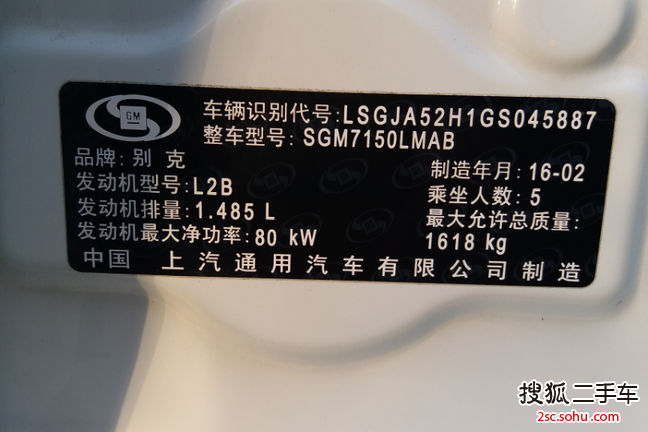 GM
车辆识别代号:LSGJA52H1GS045887
整车型号:SGM7150LMAB
品牌:别克
制造年月:16-02
发动机型号:L2B
乘坐人数:5
发动机排量:1.485 L
最大允许总质量:
1618 kg
发动机最大净功率:80 kW
中国 上汽通用汽车有限公司制造
搜狐二手车
2sc.sohu.com